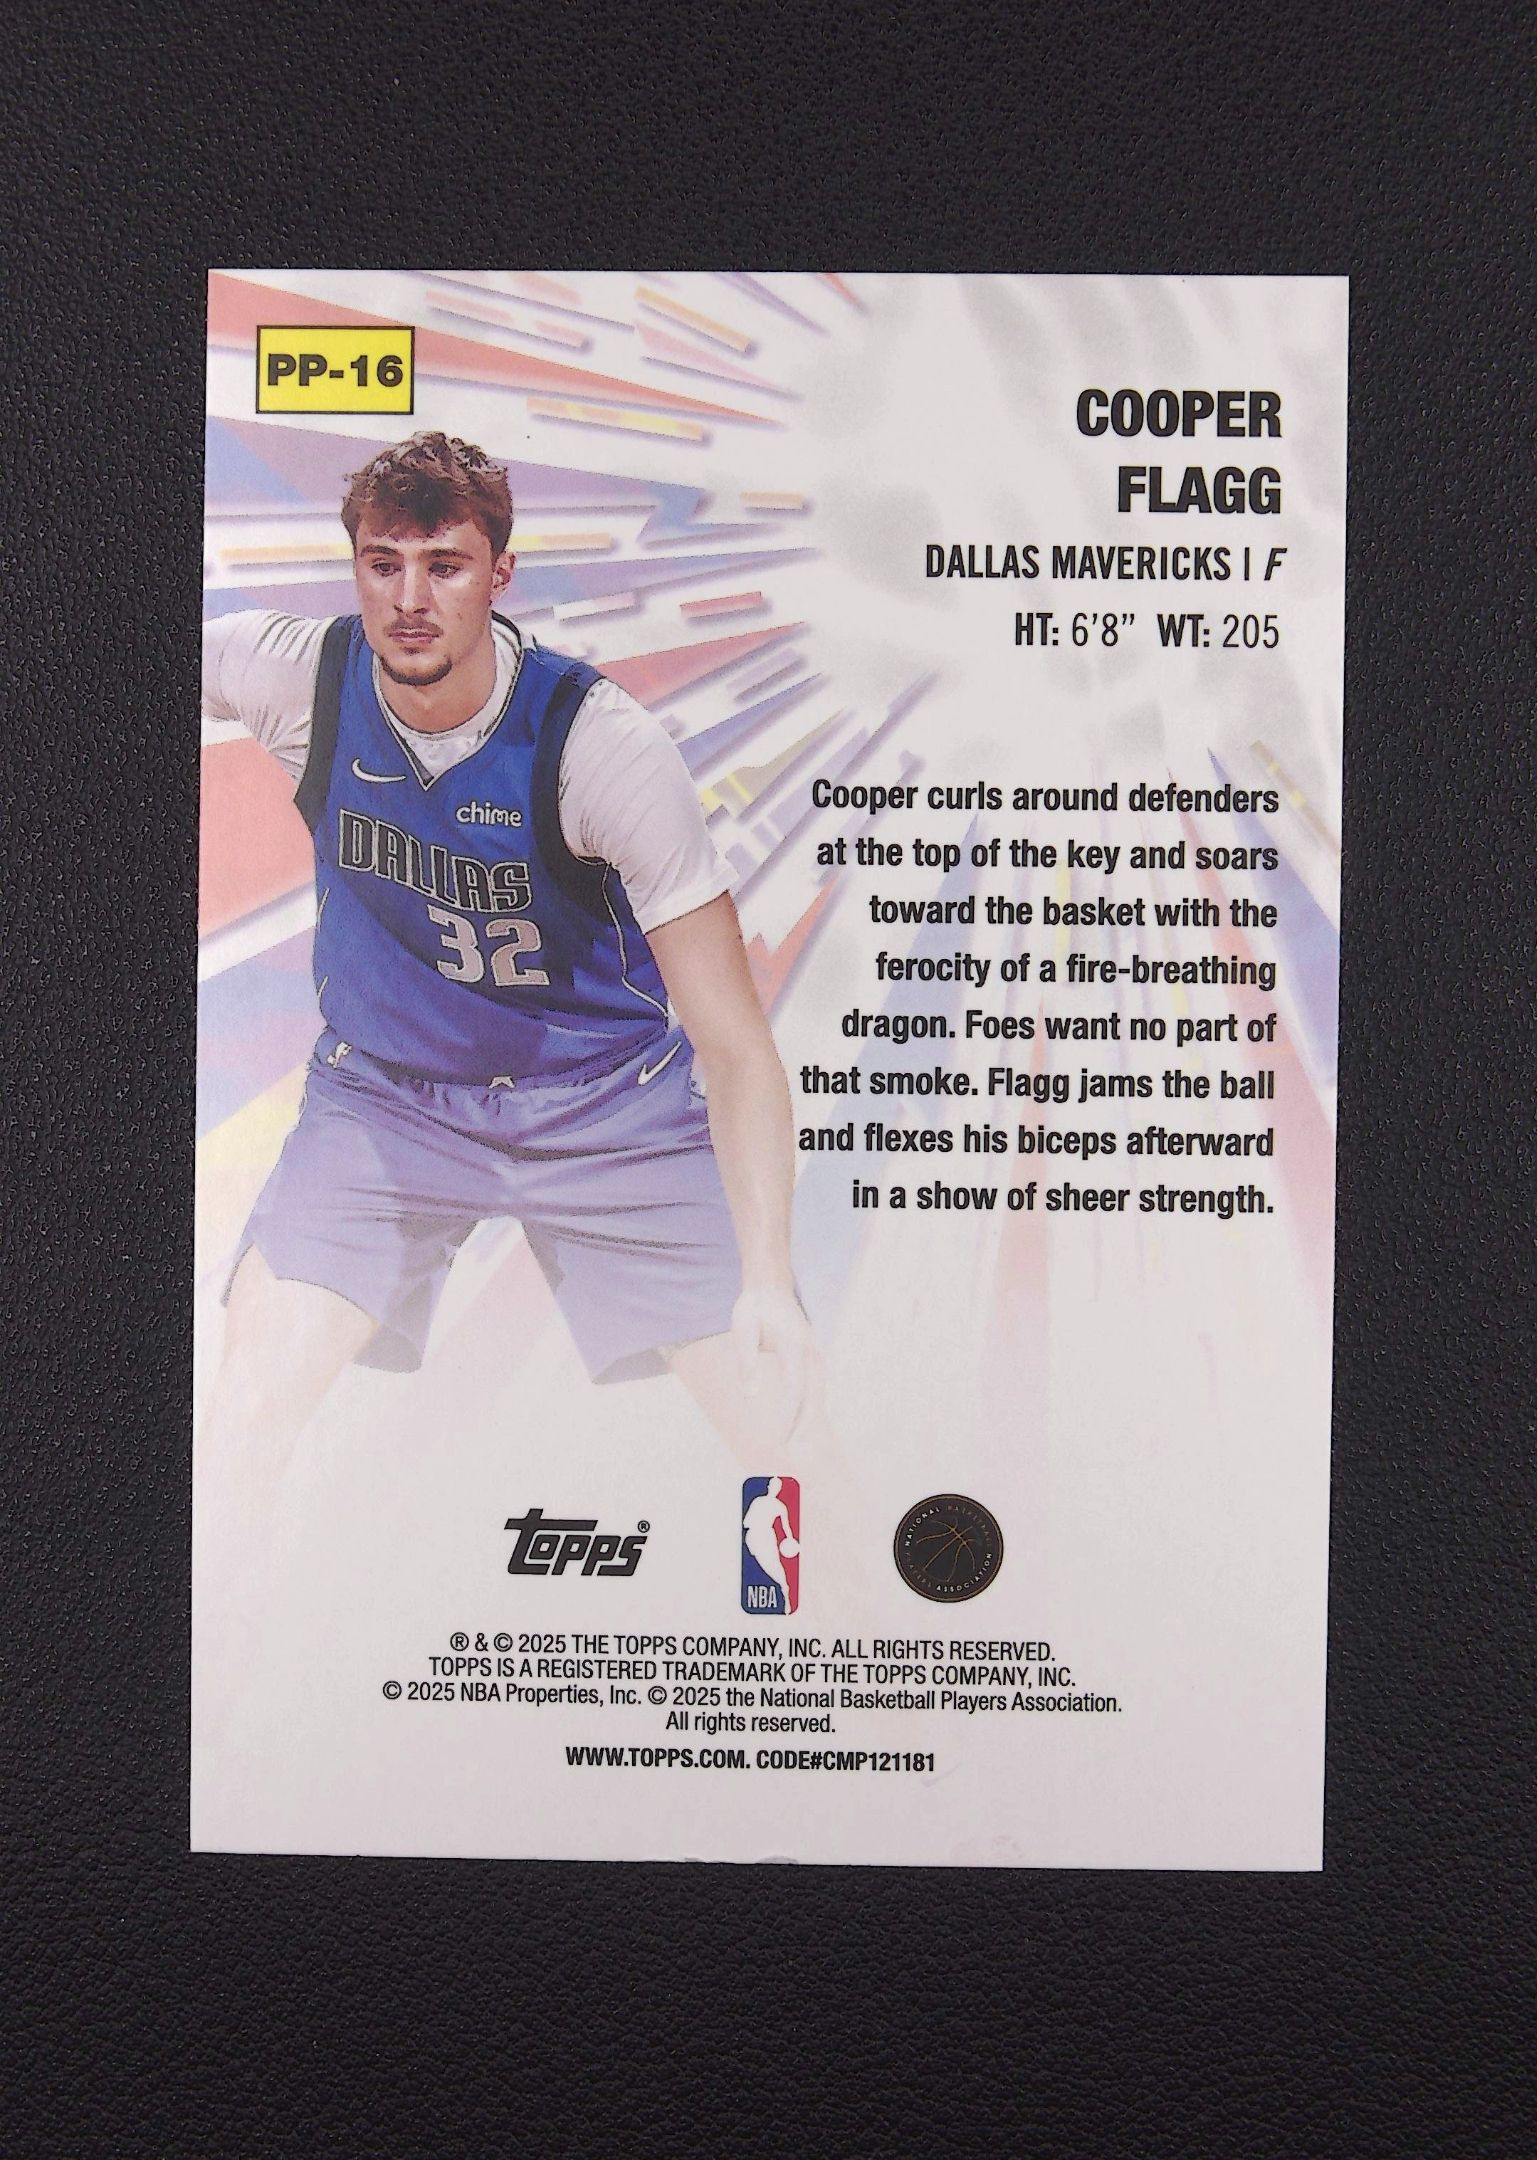 PP-16
COOPER
FLAGG
DALLAS MAVERICKS | F
HT: 6'8" WT: 205
chime
DALLAS
32
Cooper curls around defenders
at the top of the key and soars
toward the basket with the
ferocity of a fire-breathing
dragon. Foes want no part of
that smoke. Flagg jams the ball
and flexes his biceps afterward
in a show of sheer strength.
topps®
NBA
NATIONAL BASKETBALL
PLAYERS ASSOCIATION
® & © 2025 THE TOPPS COMPANY, INC. ALL RIGHTS RESERVED.
TOPPS IS A REGISTERED TRADEMARK OF THE TOPPS COMPANY, INC.
© 2025 NBA Properties, Inc. © 2025 the National Basketball Players Association.
All rights reserved.
WWW.TOPPS.COM. CODE#CMP121181